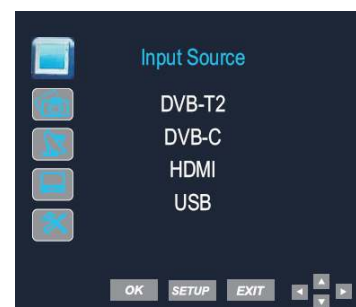 Input Source
DVB-T2
DVB-C
HDMI
USB
OK SETUP EXIT